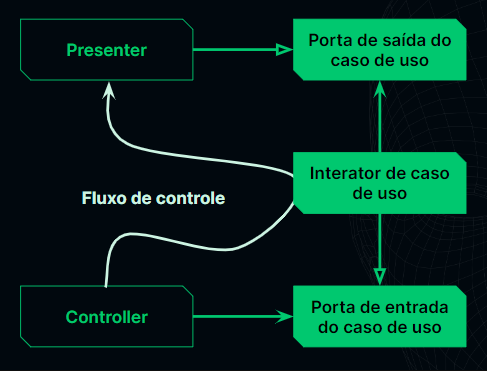 Presenter
Porta de saída do
caso de uso
Interator de caso
de uso
Fluxo de controle
Controller
Porta de entrada
do caso de uso